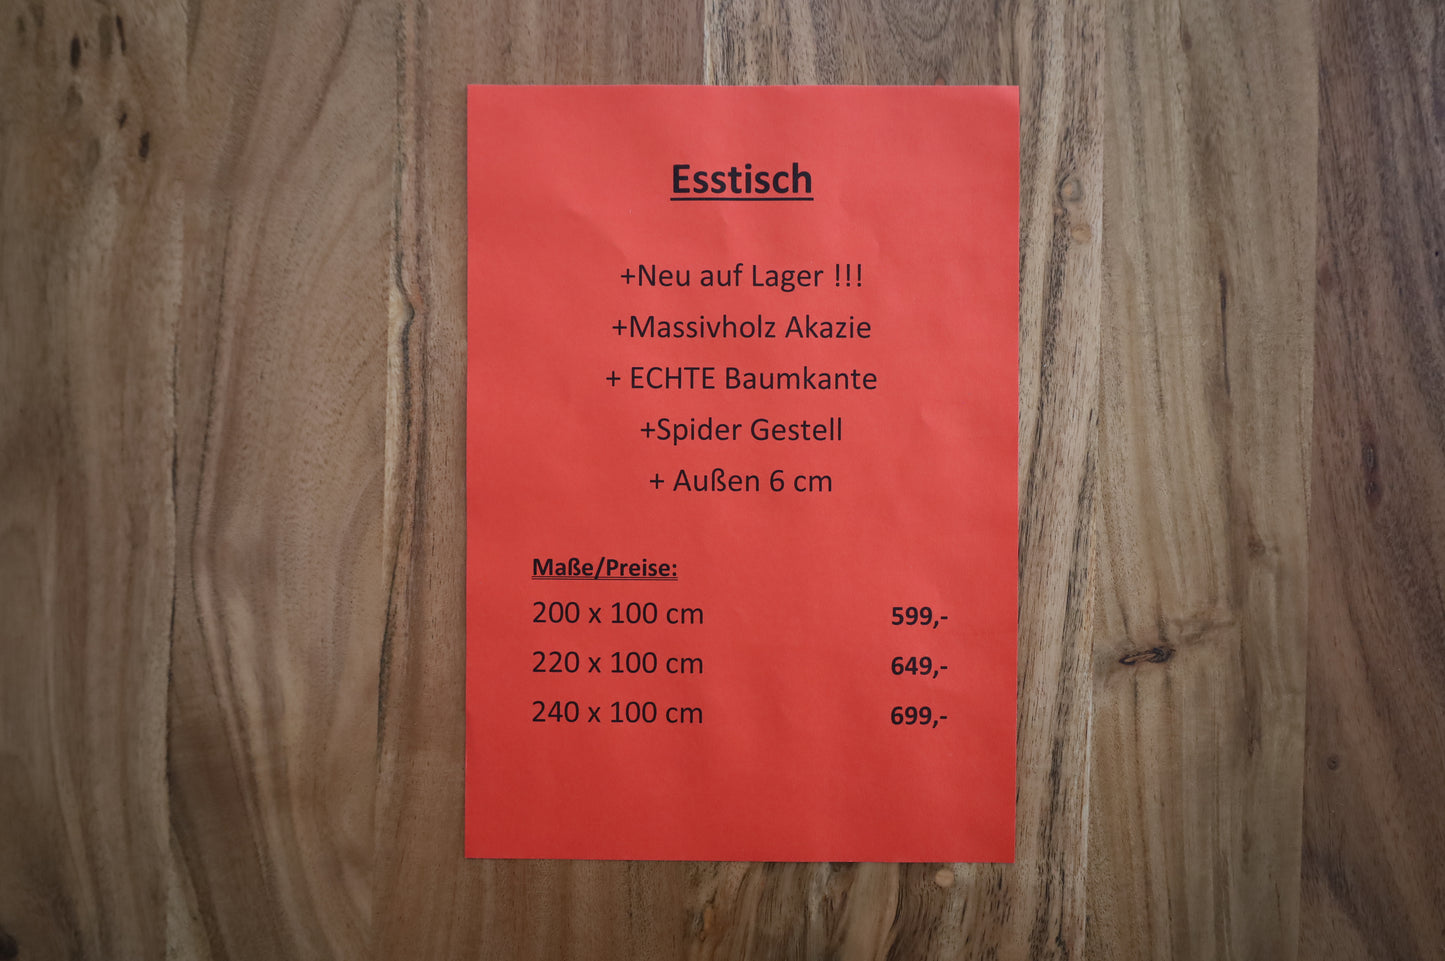 Esstisch
+Neu auf Lager !!!
+Massivholz Akazie
+ ECHTE Baumkante
+Spider Gestell
+ Außen 6 cm
Maße/Preise:
200 x 100 cm 599,-
220 x 100 cm 649,-
240 x 100 cm 699,-